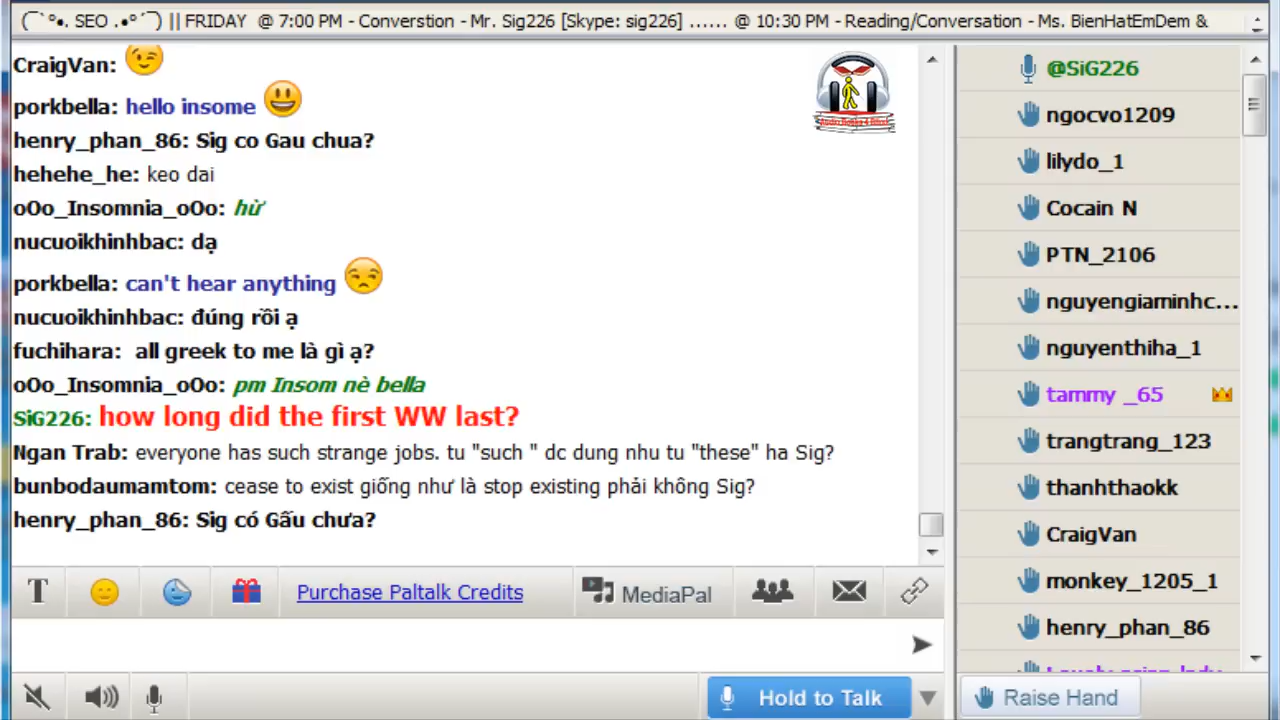 (¯`°•. SEO .•°´¯) || FRIDAY @ 7:00 PM - Converstion - Mr. Sig226 [Skype: sig226] ...... @ 10:30 PM - Reading/Conversation - Ms. BienHatEmDem &
CraigVan:
porkbella: hello insome
henry_phan_86: Sig co Gau chua?
hehehe_he: keo dai
oOo_Insomnia_oOo: hừ
nucuoikhinhbac: dạ
porkbella: can't hear anything
nucuoikhinhbac: đúng rồi ạ
fuchihara: all greek to me là gì ạ?
oOo_Insomnia_oOo: pm Insom nè bella
SiG226: how long did the first WW last?
Ngan Trab: everyone has such strange jobs. tu "such " dc dung nhu tu "these" ha Sig?
bunbodaumamtom: cease to exist giống như là stop existing phải không Sig?
henry_phan_86: Sig có Gấu chưa?
T
Purchase Paltalk Credits
MediaPal
Hold to Talk
@SiG226
ngocvo1209
lilydo_1
Cocain N
PTN_2106
nguyengiaminhc...
nguyenthiha_1
tammy _65
trangtrang_123
thanhthaokk
CraigVan
monkey_1205_1
henry_phan_86
Raise Hand